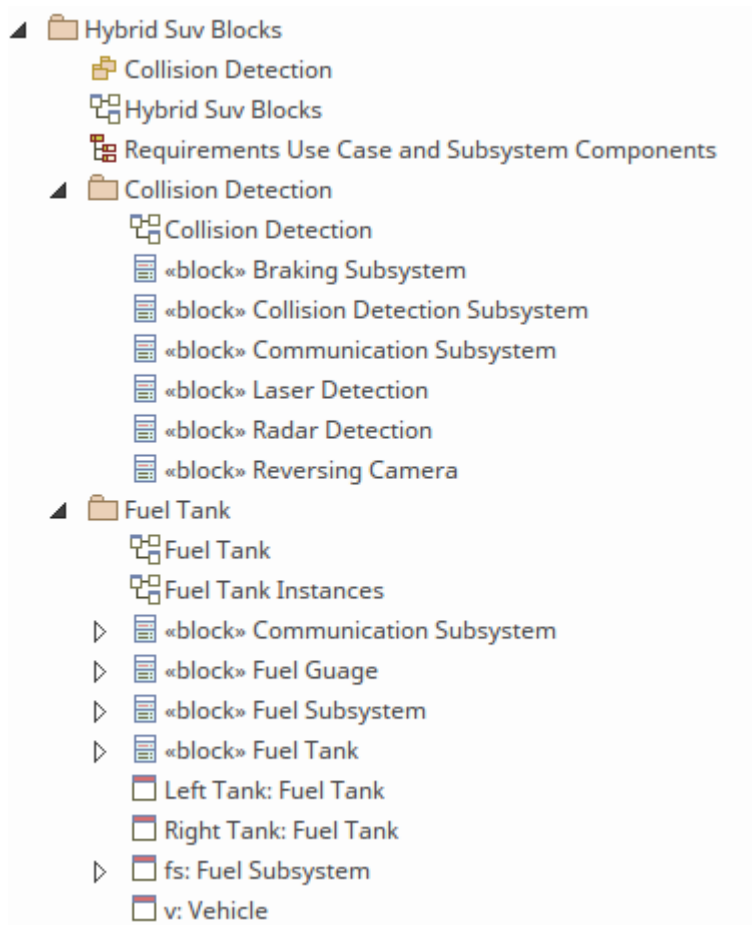 Hybrid Suv Blocks
Collision Detection
Hybrid Suv Blocks
Requirements Use Case and Subsystem Components
Collision Detection
Collision Detection
«block» Braking Subsystem
«block» Collision Detection Subsystem
«block» Communication Subsystem
«block» Laser Detection
«block» Radar Detection
«block» Reversing Camera
Fuel Tank
Fuel Tank
Fuel Tank Instances
«block» Communication Subsystem
«block» Fuel Guage
«block» Fuel Subsystem
«block» Fuel Tank
Left Tank: Fuel Tank
Right Tank: Fuel Tank
fs: Fuel Subsystem
v: Vehicle